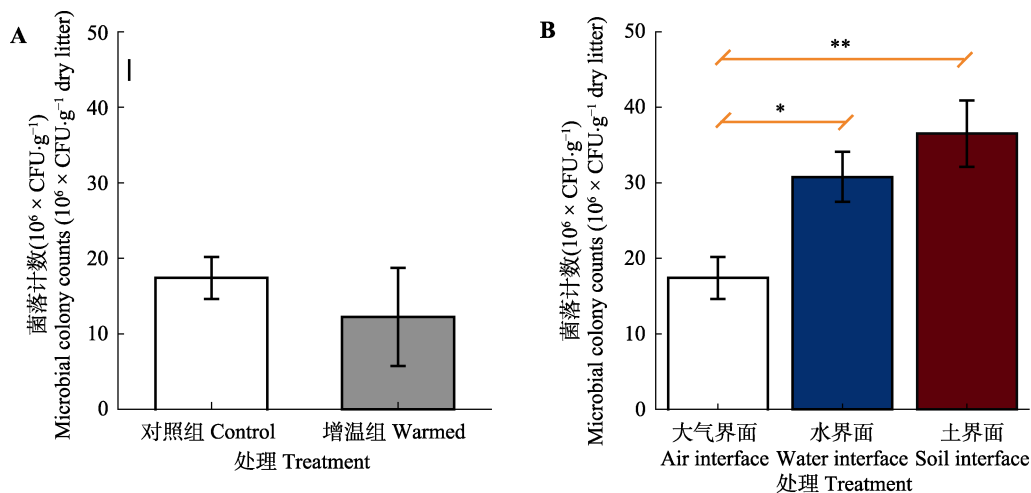 A
50
40
30
20
10
0
菌落计数(10⁶ × CFU·g⁻¹)
Microbial colony counts (10⁶ × CFU·g⁻¹ dry litter)
对照组 Control
增温组 Warmed
处理 Treatment
B
50
40
30
20
10
0
菌落计数(10⁶ × CFU·g⁻¹)
Microbial colony counts (10⁶ × CFU·g⁻¹ dry litter)
**
*
大气界面
Air interface
水界面
Water interface
土界面
Soil interface
处理 Treatment